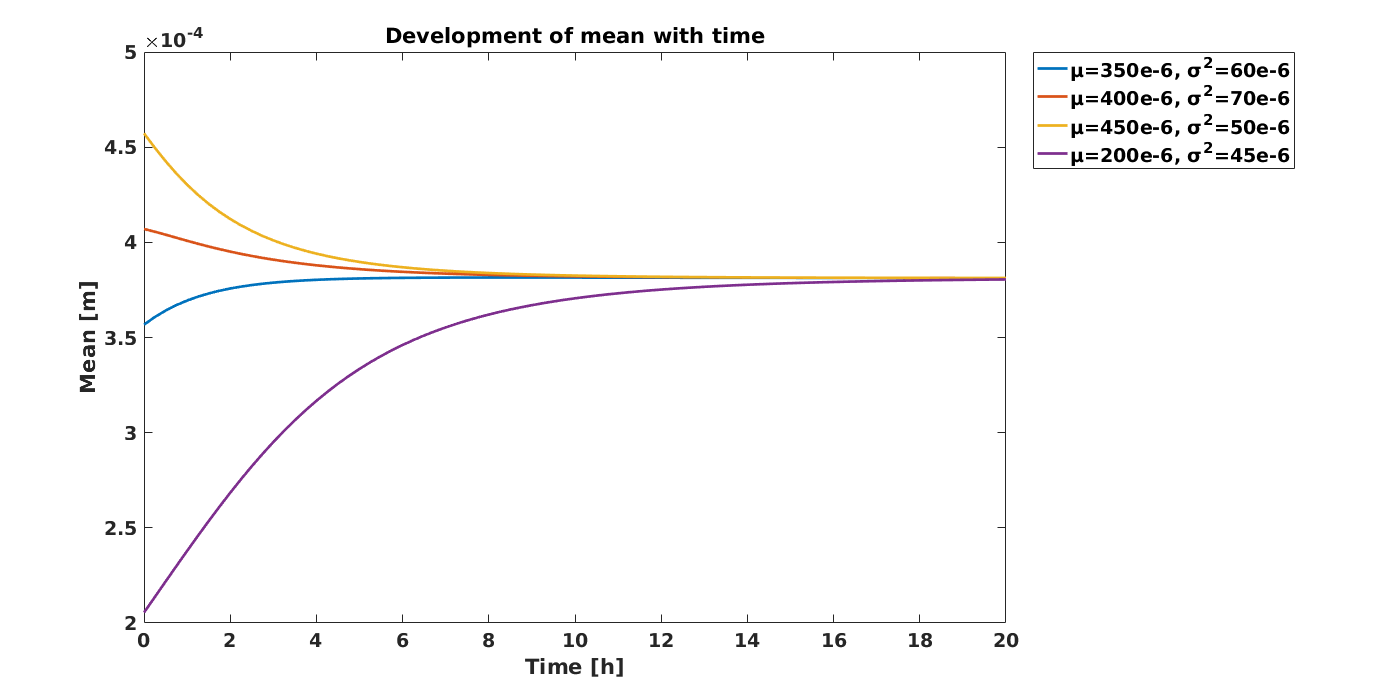 Development of mean with time
×10-4
5
4.5
4
3.5
3
2.5
2
Mean [m]
0 2 4 6 8 10 12 14 16 18 20
Time [h]
μ=350e-6, σ2=60e-6
μ=400e-6, σ2=70e-6
μ=450e-6, σ2=50e-6
μ=200e-6, σ2=45e-6